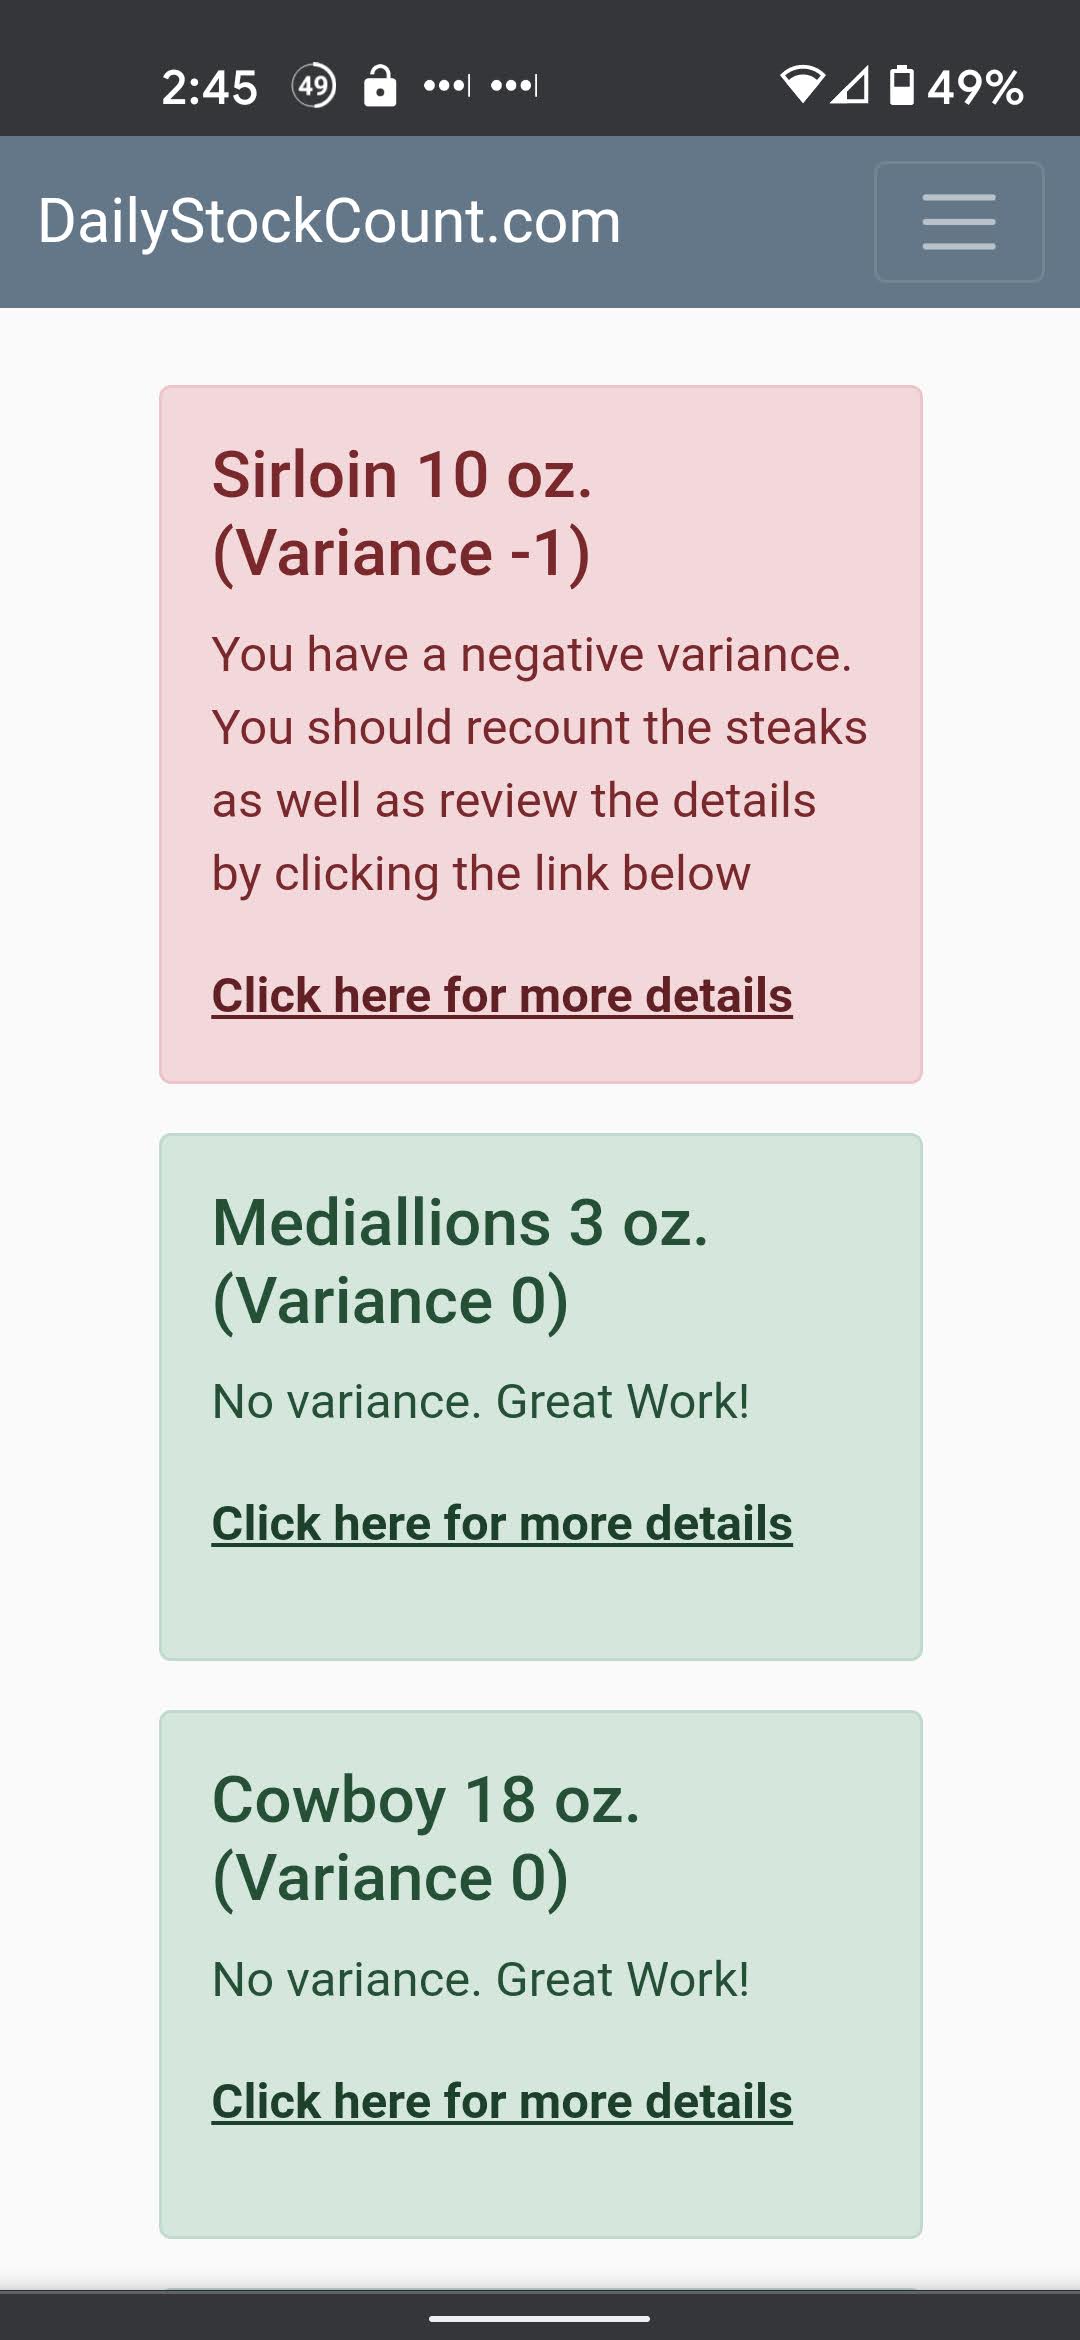 2:45 49 49%
DailyStockCount.com
Sirloin 10 oz.
(Variance -1)
You have a negative variance.
You should recount the steaks
as well as review the details
by clicking the link below
Click here for more details
Mediallions 3 oz.
(Variance 0)
No variance. Great Work!
Click here for more details
Cowboy 18 oz.
(Variance 0)
No variance. Great Work!
Click here for more details